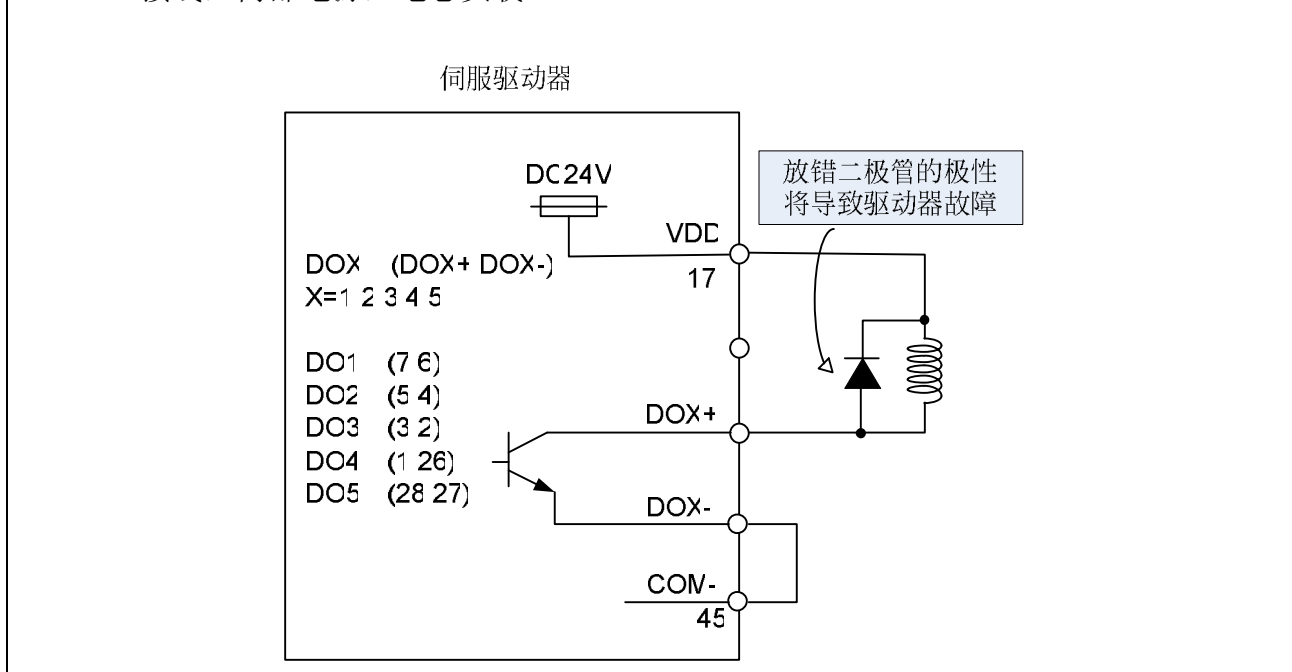 伺服驱动器
DC24V
放错二极管的极性
将导致驱动器故障
VDD
17
DOX (DOX+ DOX-)
X=1 2 3 4 5
DO1 (7 6)
DO2 (5 4)
DO3 (3 2)
DO4 (1 26)
DO5 (28 27)
DOX+
DOX-
COM-
45